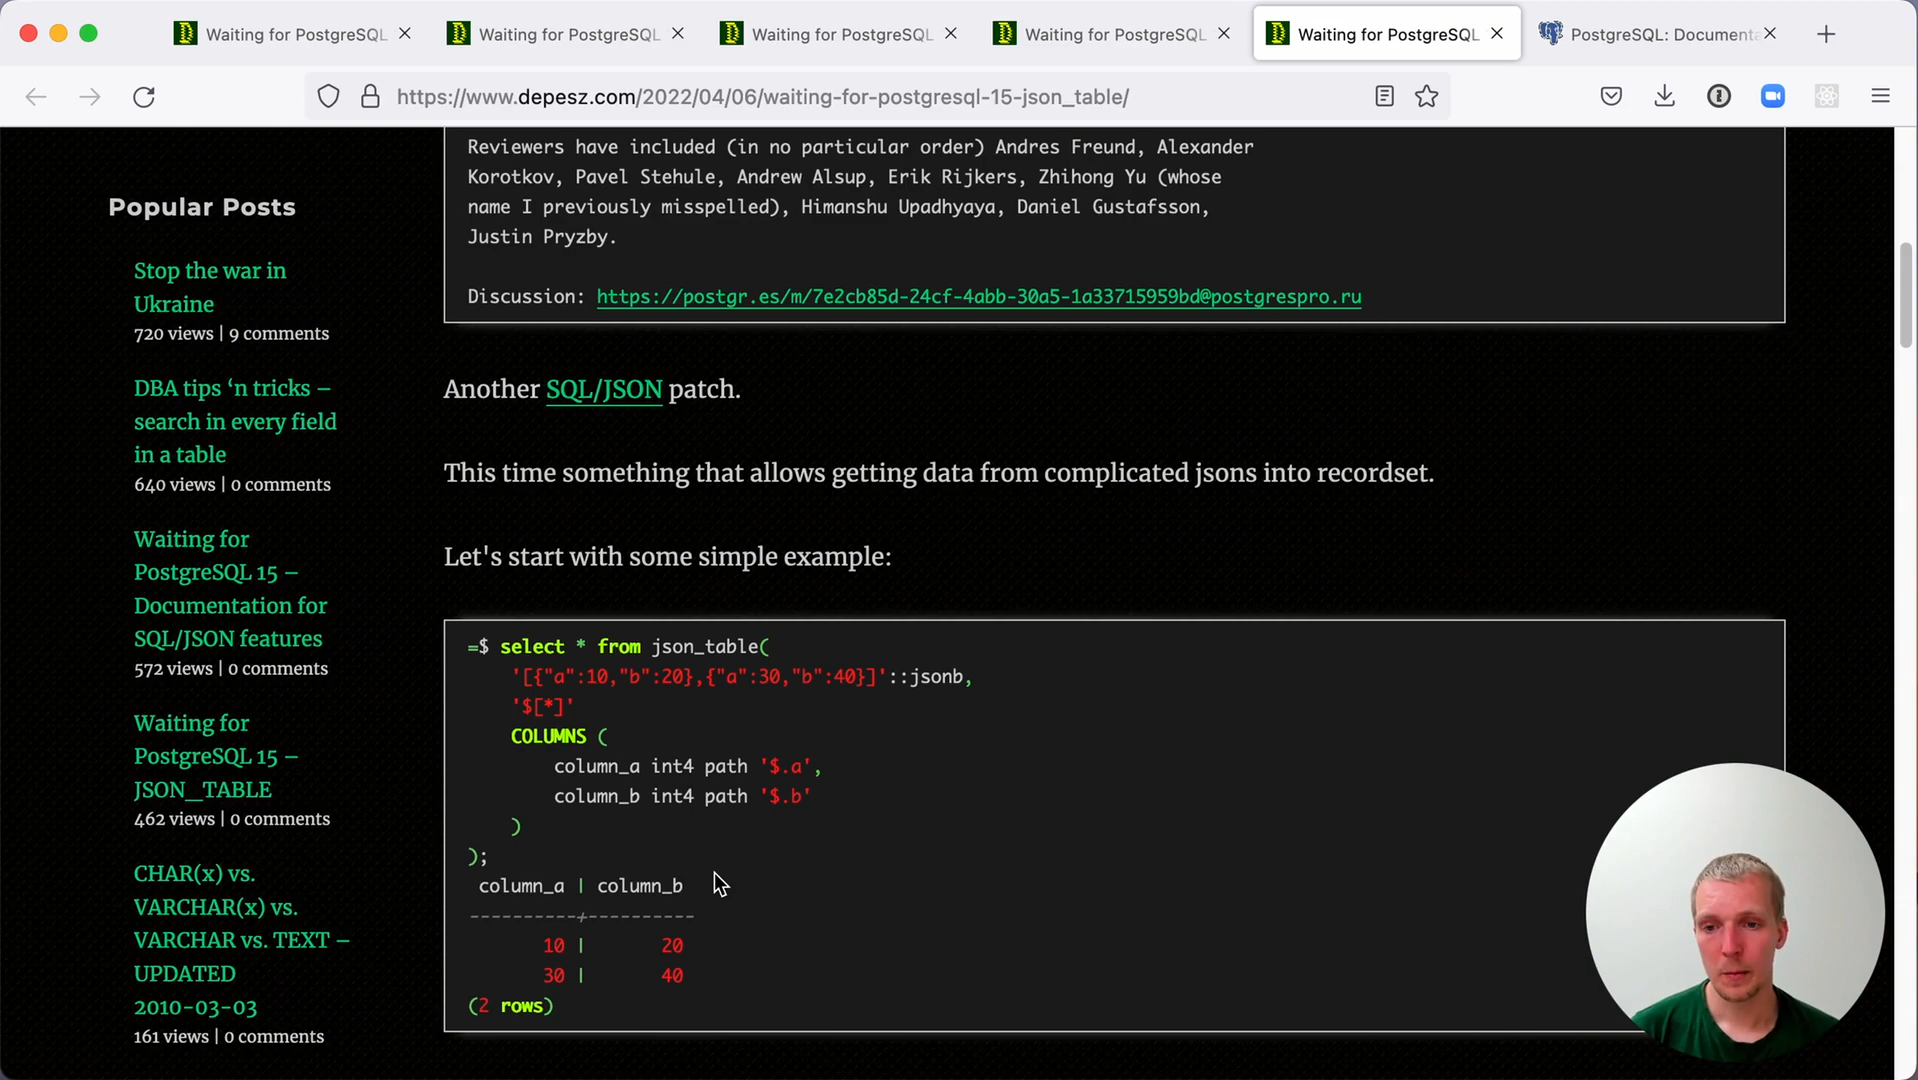 Waiting for PostgreSQL
Waiting for PostgreSQL
Waiting for PostgreSQL
Waiting for PostgreSQL
Waiting for PostgreSQL
PostgreSQL: Documenta
https://www.depesz.com/2022/04/06/waiting-for-postgresql-15-json_table/
Popular Posts
Stop the war in
Ukraine
720 views | 9 comments
DBA tips ‘n tricks –
search in every field
in a table
640 views | 0 comments
Waiting for
PostgreSQL 15 –
Documentation for
SQL/JSON features
572 views | 0 comments
Waiting for
PostgreSQL 15 –
JSON_TABLE
462 views | 0 comments
CHAR(x) vs.
VARCHAR(x) vs.
VARCHAR vs. TEXT –
UPDATED
2010-03-03
161 views | 0 comments
Reviewers have included (in no particular order) Andres Freund, Alexander
Korotkov, Pavel Stehule, Andrew Alsup, Erik Rijkers, Zhihong Yu (whose
name I previously misspelled), Himanshu Upadhyaya, Daniel Gustafsson,
Justin Pryzby.
Discussion: https://postgr.es/m/7e2cb85d-24cf-4abb-30a5-1a33715959bd@postgrespro.ru
Another SQL/JSON patch.
This time something that allows getting data from complicated jsons into recordset.
Let's start with some simple example:
=$ select * from json_table(
'[{"a":10,"b":20},{"a":30,"b":40}]'::jsonb,
'$[*]'
COLUMNS (
column_a int4 path '$.a',
column_b int4 path '$.b'
)
);
column_a | column_b
----------+----------
10 | 20
30 | 40
(2 rows)